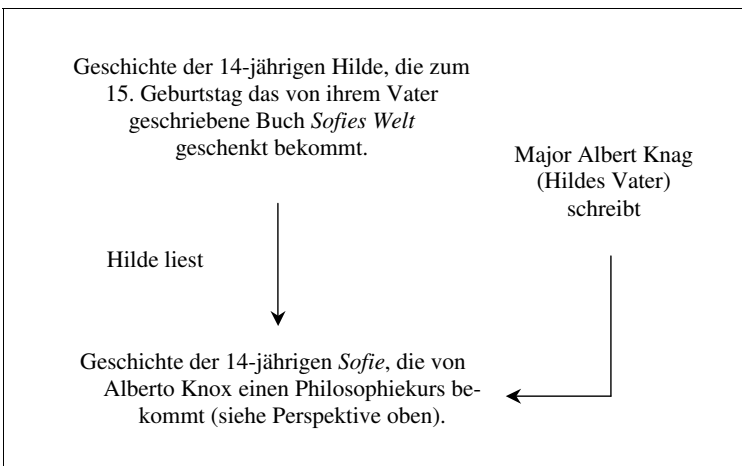 Geschichte der 14-jährigen Hilde, die zum
15. Geburtstag das von ihrem Vater
geschriebene Buch Sofies Welt
geschenkt bekommt.
Major Albert Knag
(Hildes Vater)
schreibt
Hilde liest
Geschichte der 14-jährigen Sofie, die von
Alberto Knox einen Philosophiekurs be-
kommt (siehe Perspektive oben).